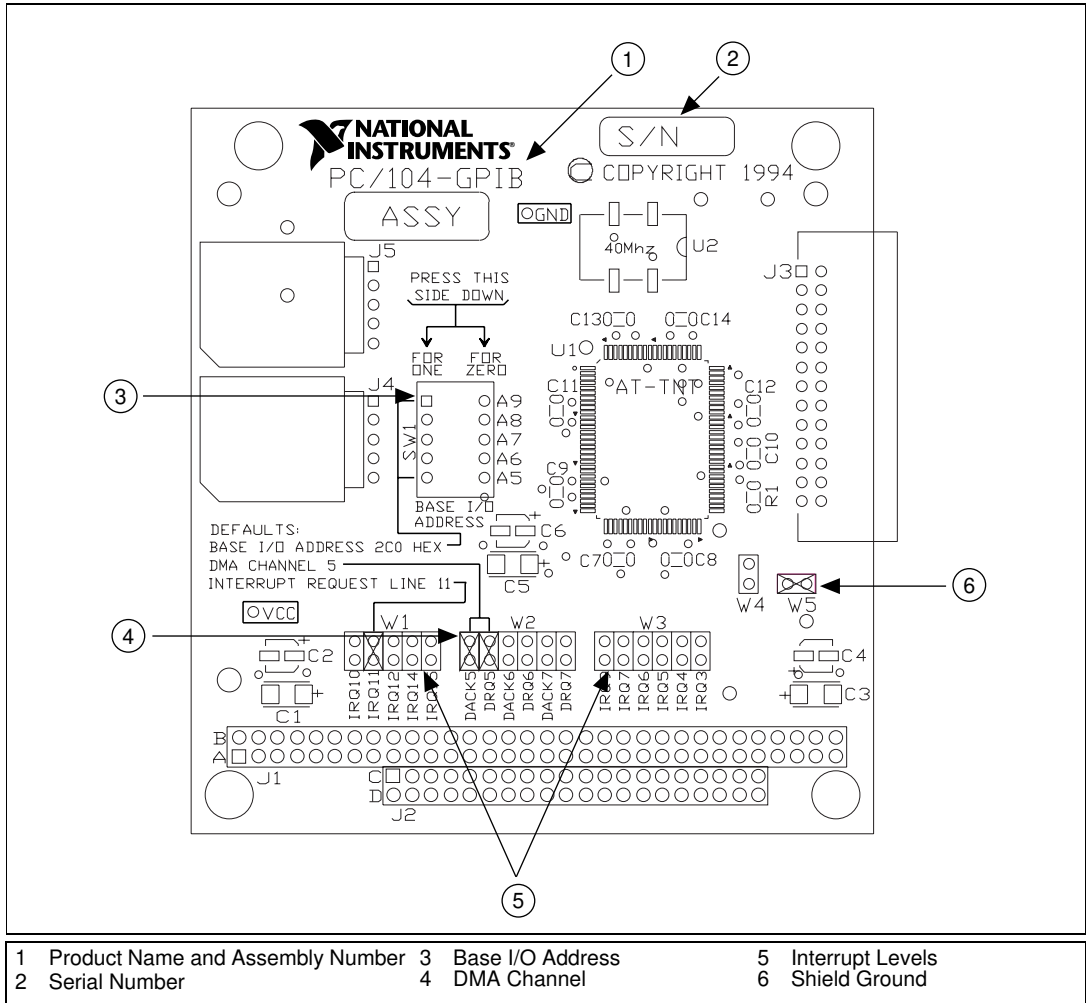 1
2
NATIONAL
INSTRUMENTS®
PC/104-GPIB
S/N
© COPYRIGHT 1994
ASSY
GND
40Mhz
U2
J5
J3
PRESS THIS
SIDE DOWN
C13
C14
FOR
ONE
FOR
ZERO
U1
3
J4
AT-TNT
C11
C12
SW1
A9
A8
A7
A6
A5
C10
C9
R1
BASE I/O
ADDRESS
C6
DEFAULTS:
BASE I/O ADDRESS 2C0 HEX
DMA CHANNEL 5
INTERRUPT REQUEST LINE 11
C5
C7
C8
W4
W5
6
VCC
4
W1
W2
W3
C2
C4
C1
C3
IRQ10
IRQ11
IRQ12
IRQ14
DACK5
DRQ5
DACK6
DRQ6
DACK7
DRQ7
IRQ7
IRQ6
IRQ5
IRQ4
IRQ3
B
A
J1
C
D
J2
5
1 Product Name and Assembly Number 3 Base I/O Address 5 Interrupt Levels
2 Serial Number 4 DMA Channel 6 Shield Ground